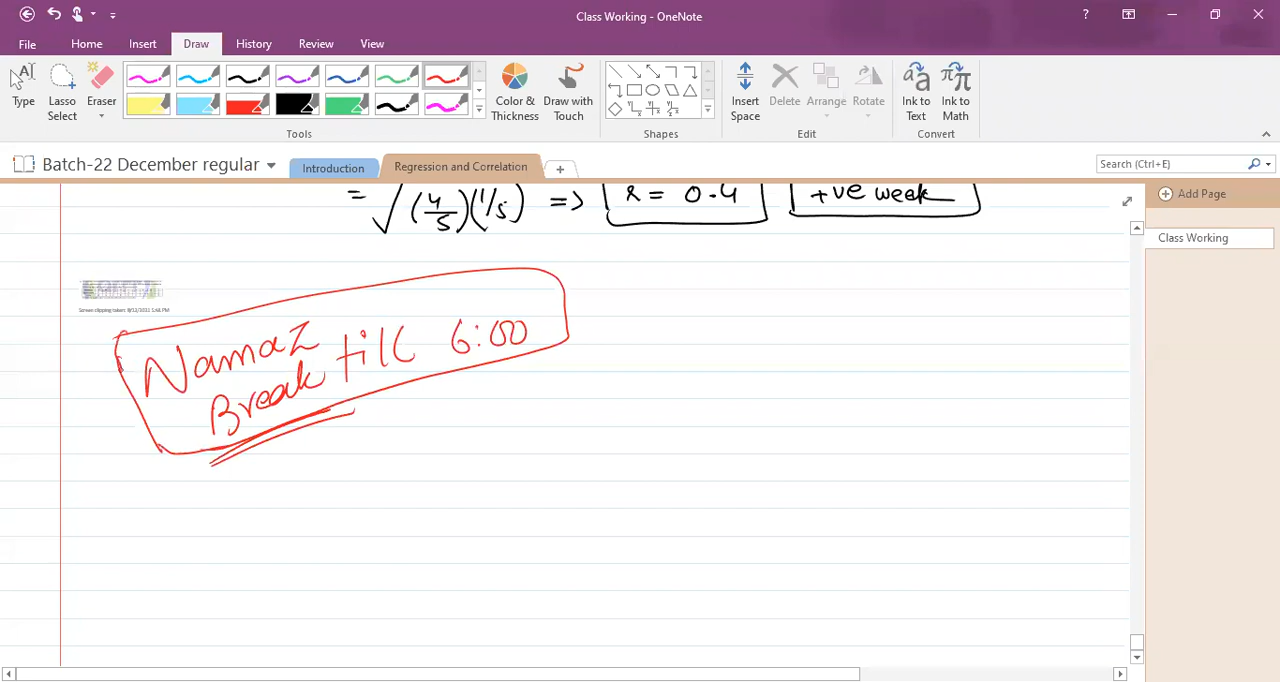 Class Working - OneNote
?
File Home Insert Draw History Review View
Type
Lasso Select
Eraser
Color & Thickness
Draw with Touch
Insert Space
Delete
Arrange
Rotate
Ink to Text
Ink to Math
Tools
Shapes
Edit
Convert
Batch-22 December regular
Introduction
Regression and Correlation
Search (Ctrl+E)
Add Page
Class Working
= √(4/5)(1/5) => r = 0.4 +ve week
Namaz
Break till 6:00